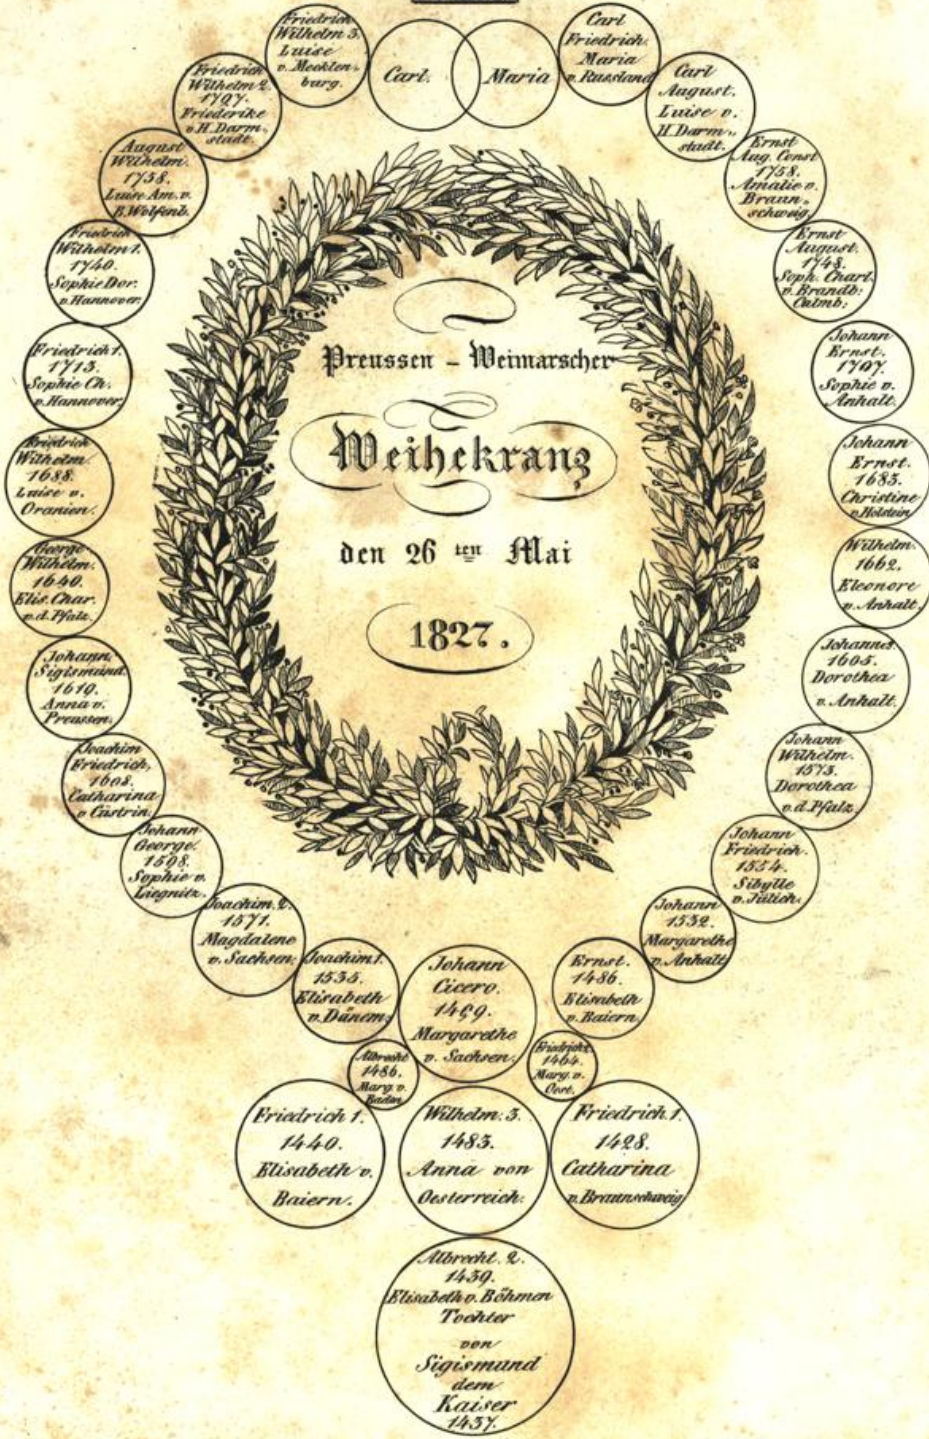 Friedrich
Wilhelm 3.
Luise
v. Mecklen-
burg.
Carl.
Maria
Carl
Friedrich.
Maria
v. Russland
Friedrich
Wilhelm 2.
1797.
Friederike
v. H. Darm-
stadt.
Carl
August.
Luise v.
H. Darm-
stadt.
August
Wilhelm.
1758.
Luise Am. v.
B. Wolfenb.
Ernst
Aug. Const
1758.
Amalie v.
Braun-
schweig.
Friedrich
Wilhelm 1.
1740.
Sophie Dor.
v. Hannover.
Ernst
August.
1748.
Soph. Charl.
v. Brandb:
Culmb:
Friedrich 1.
1713.
Sophie Ch.
v. Hannover.
Johann
Ernst.
1707.
Sophie v.
Anhalt.
Friedrich
Wilhelm.
1688.
Luise v.
Oranien.
Johann
Ernst.
1683.
Christine
v. Holstein
George
Wilhelm.
1640.
Elis. Char.
v. d. Pfalz.
Wilhelm.
1662.
Eleonore
v. Anhalt.
Johann
Sigismund.
1619.
Anna v.
Preussen.
Johannes
1605.
Dorothea
v. Anhalt.
Joachim
Friedrich,
1608.
Catharina
v Cüstrin.
Johann
Wilhelm.
1573.
Dorothea
v. d. Pfalz
Johann
George.
1598.
Sophie v.
Liegnitz.
Johann
Friedrich.
1554.
Sibylle
v. Jülich.
Joachim. 2.
1571.
Magdalene
v. Sachsen.
Johann
1532.
Margarethe
v. Anhalt
Joachim 1.
1535.
Elisabeth
v. Dänem.
Johann
Cicero.
1499.
Margarethe
v. Sachsen.
Ernst.
1486.
Elisabeth
v. Baiern
Albrecht
1486.
Marg. v.
Baden
Friedrich 2.
1464.
Marg. v.
Oest.
Friedrich 1.
1440.
Elisabeth v.
Baiern.
Wilhelm. 3
1483.
Anna von
Oesterreich.
Friedrich. 1.
1428.
Catharina
v. Braunschweig
Albrecht. 2.
1439.
Elisabeth v. Böhmen
Tochter
von
Sigismund
dem
Kaiser
1437.
Preussen - Weimarscher
Weihekranz
den 26 ten Mai
1827.